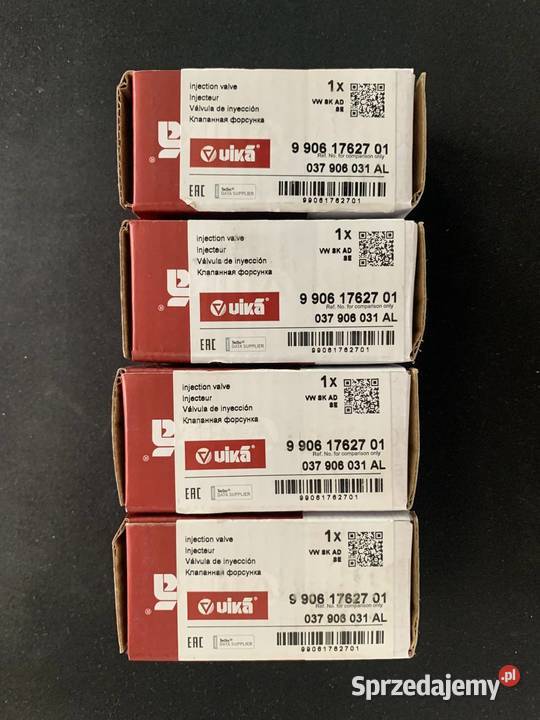 Injection valve
Injecteur
Válvula de inyección
Клапанная форсунка
1x
VW SK AD
SE
vika®
9 906 17627 01
Ref. No. for comparison only
037 906 031 AL
EAC
TecDoc
DATA SUPPLIER
99061762701
Injection valve
Injecteur
Válvula de inyección
Клапанная форсунка
1x
VW SK AD
SE
vika®
9 906 17627 01
Ref. No. for comparison only
037 906 031 AL
EAC
TecDoc
DATA SUPPLIER
99061762701
Injection valve
Injecteur
Válvula de inyección
Клапанная форсунка
1x
VW SK AD
SE
vika®
9 906 17627 01
Ref. No. for comparison only
037 906 031 AL
EAC
TecDoc
DATA SUPPLIER
99061762701
Injection valve
Injecteur
Válvula de inyección
Клапанная форсунка
1x
VW SK AD
SE
vika®
9 906 17627 01
Ref. No. for comparison only
037 906 031 AL
EAC
TecDoc
DATA SUPPLIER
99061762701
Sprzedajemy.pl